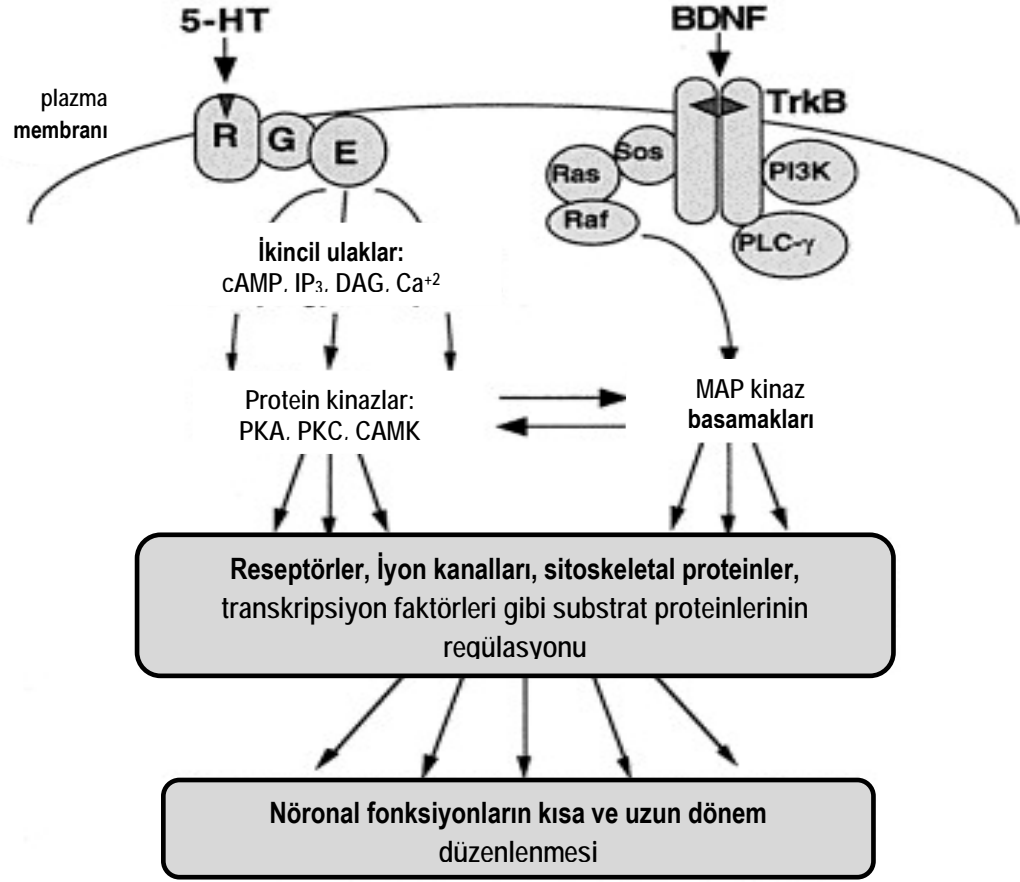 5-HT
BDNF
plazma
membranı
R
G
E
TrkB
Sos
Ras
Raf
PI3K
PLC-γ
İkincil ulaklar:
cAMP, IP₃, DAG, Ca⁺²
Protein kinazlar:
PKA, PKC, CAMK
MAP kinaz
basamakları
Reseptörler, İyon kanalları, sitoskeletal proteinler,
transkripsiyon faktörleri gibi substrat proteinlerinin
regülasyonu
Nöronal fonksiyonların kısa ve uzun dönem
düzenlenmesi